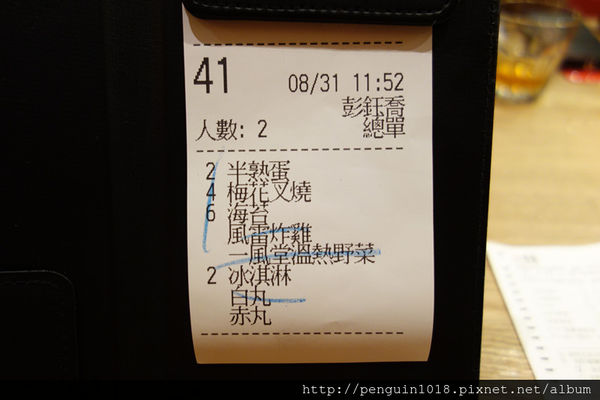 41 08/31 11:52
彭鈺喬
人數: 2 總單
2 半熟蛋
4 梅花叉燒
6 海苔
風雷炸雞
一風堂溫熱野菜
2 冰淇淋
白丸
赤丸
http://penguin1018.pixnet.net/album